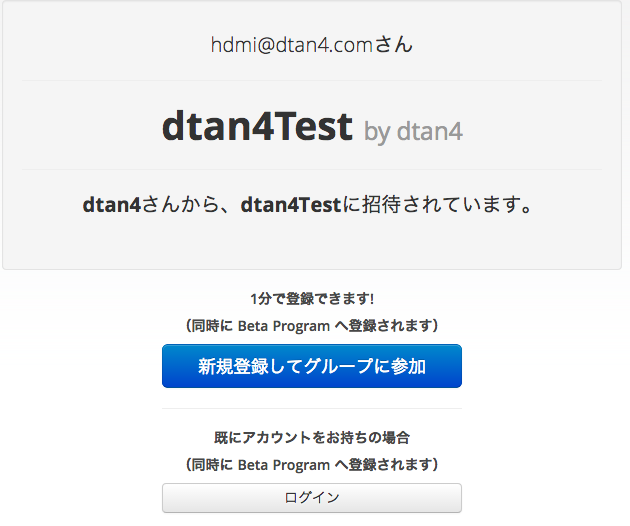 hdmi@dtan4.comさん
dtan4Test by dtan4
dtan4さんから、dtan4Testに招待されています。
1分で登録できます!
（同時に Beta Program へ登録されます）
新規登録してグループに参加
既にアカウントをお持ちの場合
（同時に Beta Program へ登録されます）
ログイン